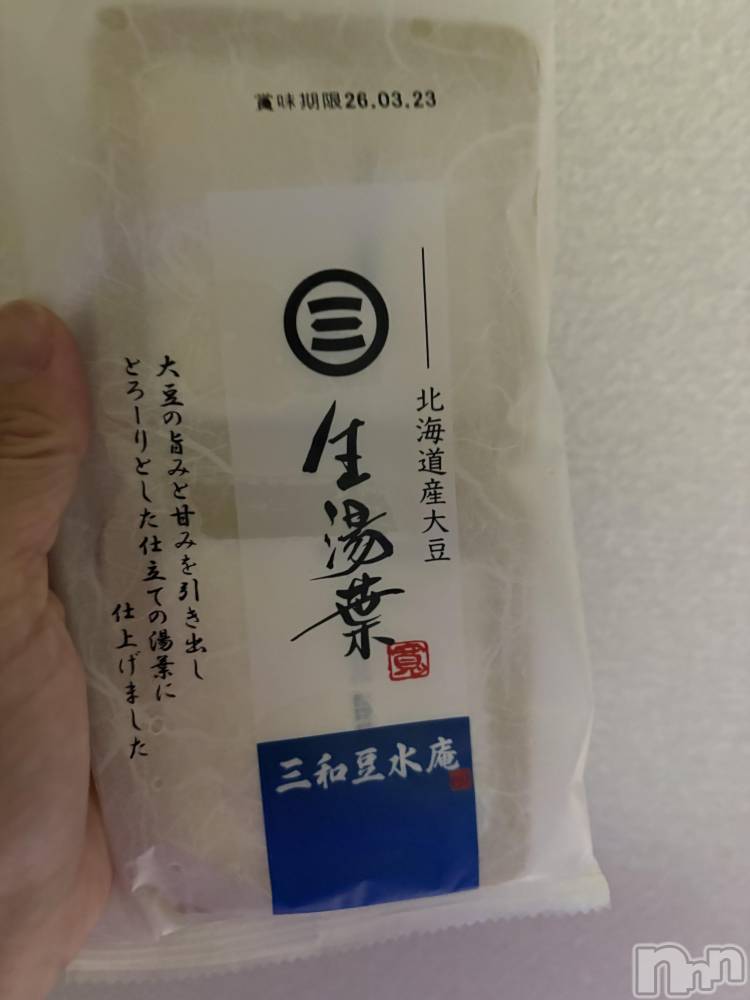 賞味期限26.03.23
三
北海道産大豆
生湯葉
大豆の旨みと甘みを引き出し
とろーりとした仕立ての湯葉に
仕上げました
三和豆水庵
nnn